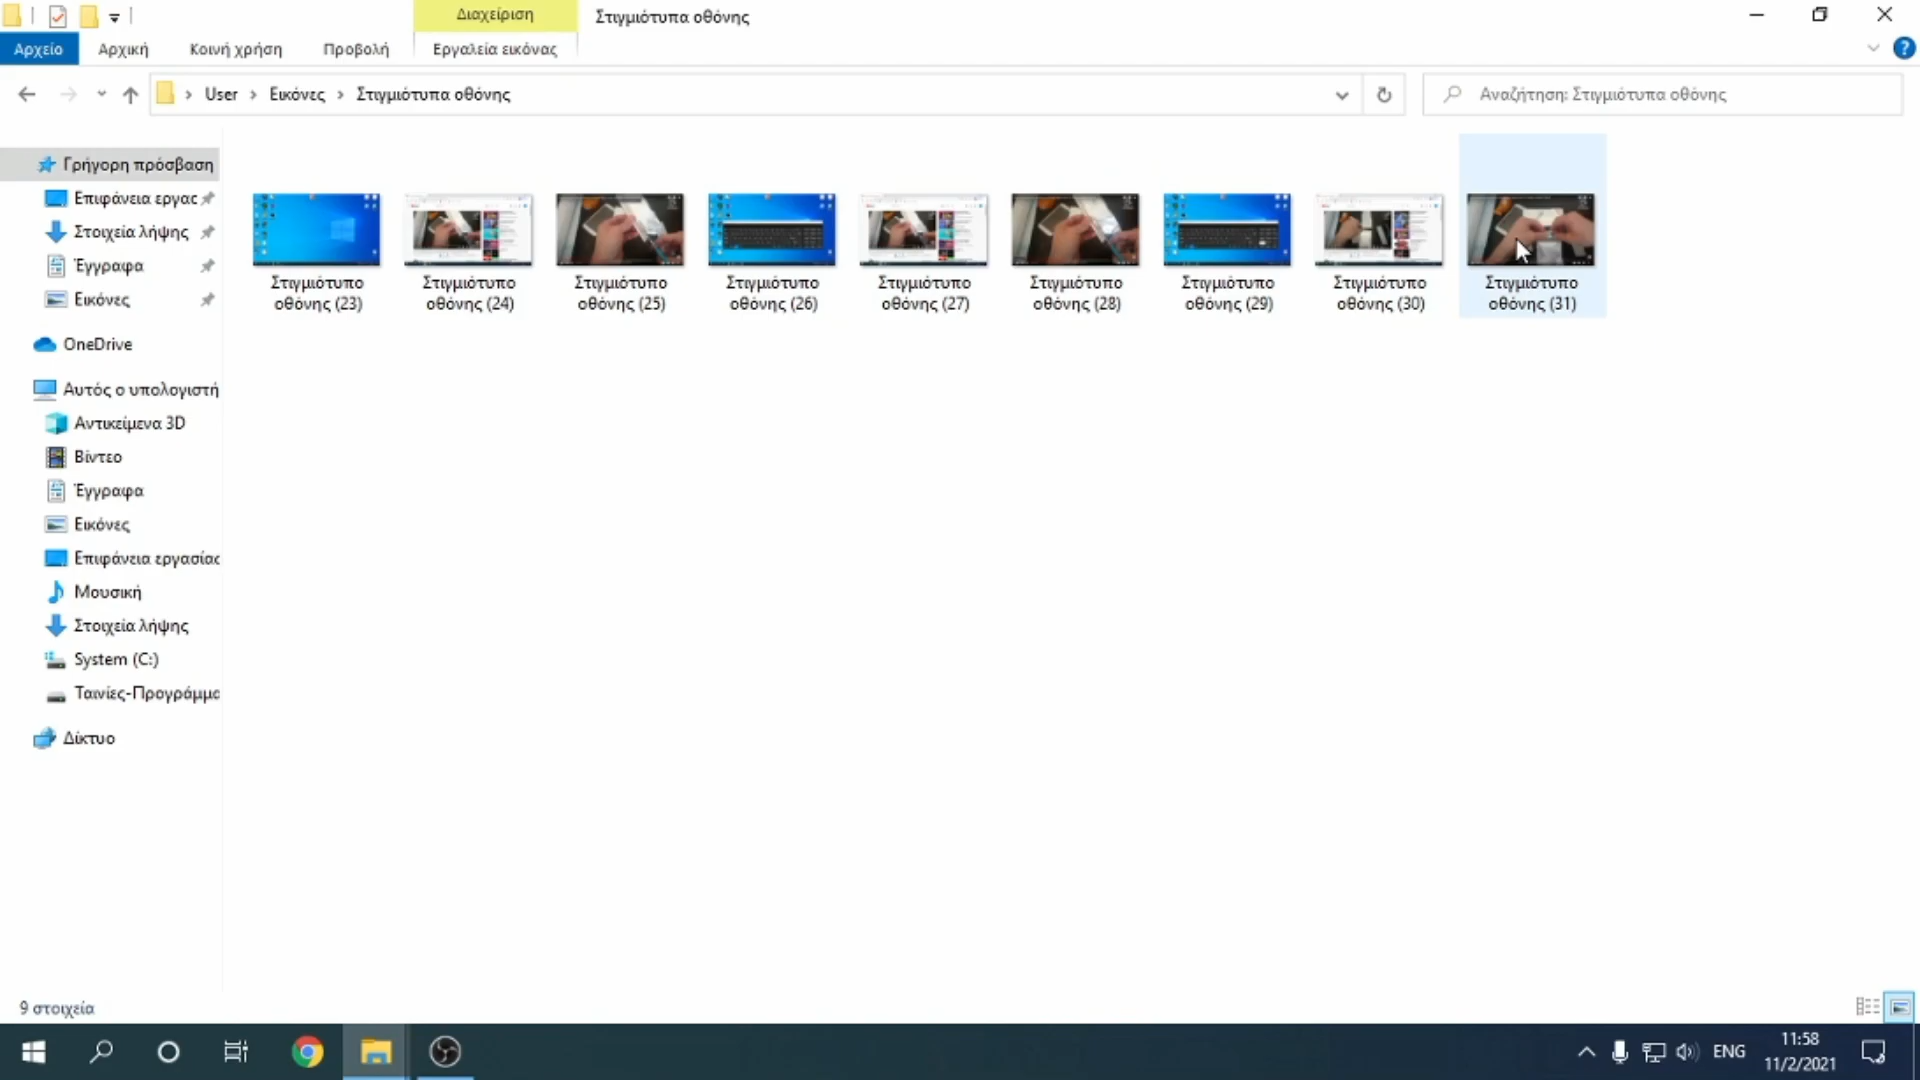 Διαχείριση
Στιγμιότυπα οθόνης
Αρχείο
Αρχική
Κοινή χρήση
Προβολή
Εργαλεία εικόνας
User
Εικόνες
Στιγμιότυπα οθόνης
Αναζήτηση: Στιγμιότυπα οθόνης
Γρήγορη πρόσβαση
Επιφάνεια εργας
Στοιχεία λήψης
Έγγραφα
Εικόνες
OneDrive
Αυτός ο υπολογιστή
Αντικείμενα 3D
Βίντεο
Έγγραφα
Εικόνες
Επιφάνεια εργασίας
Μουσική
Στοιχεία λήψης
System (C:)
Ταινίες-Προγράμμα
Δίκτυο
Στιγμιότυπο
οθόνης (23)
Στιγμιότυπο
οθόνης (24)
Στιγμιότυπο
οθόνης (25)
Στιγμιότυπο
οθόνης (26)
Στιγμιότυπο
οθόνης (27)
Στιγμιότυπο
οθόνης (28)
Στιγμιότυπο
οθόνης (29)
Στιγμιότυπο
οθόνης (30)
Στιγμιότυπο
οθόνης (31)
9 στοιχεία
ENG
11:58
11/2/2021